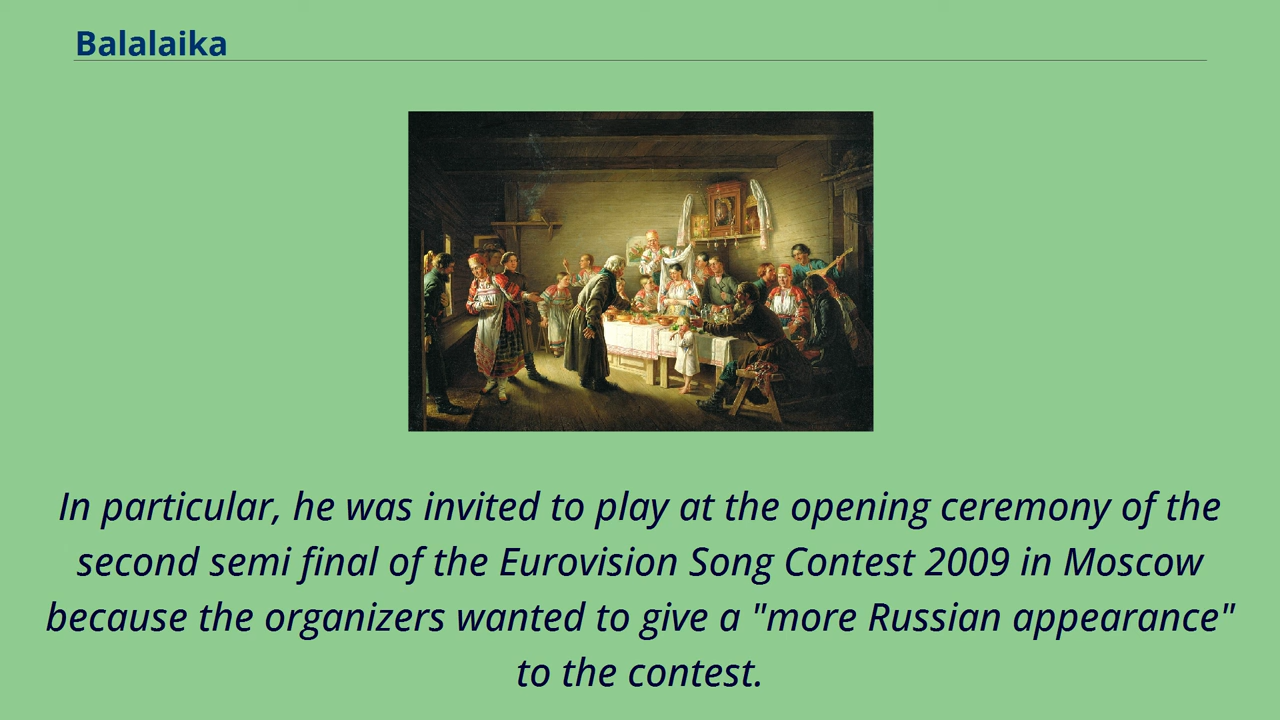 Balalaika
In particular, he was invited to play at the opening ceremony of the
second semi final of the Eurovision Song Contest 2009 in Moscow
because the organizers wanted to give a "more Russian appearance"
to the contest.